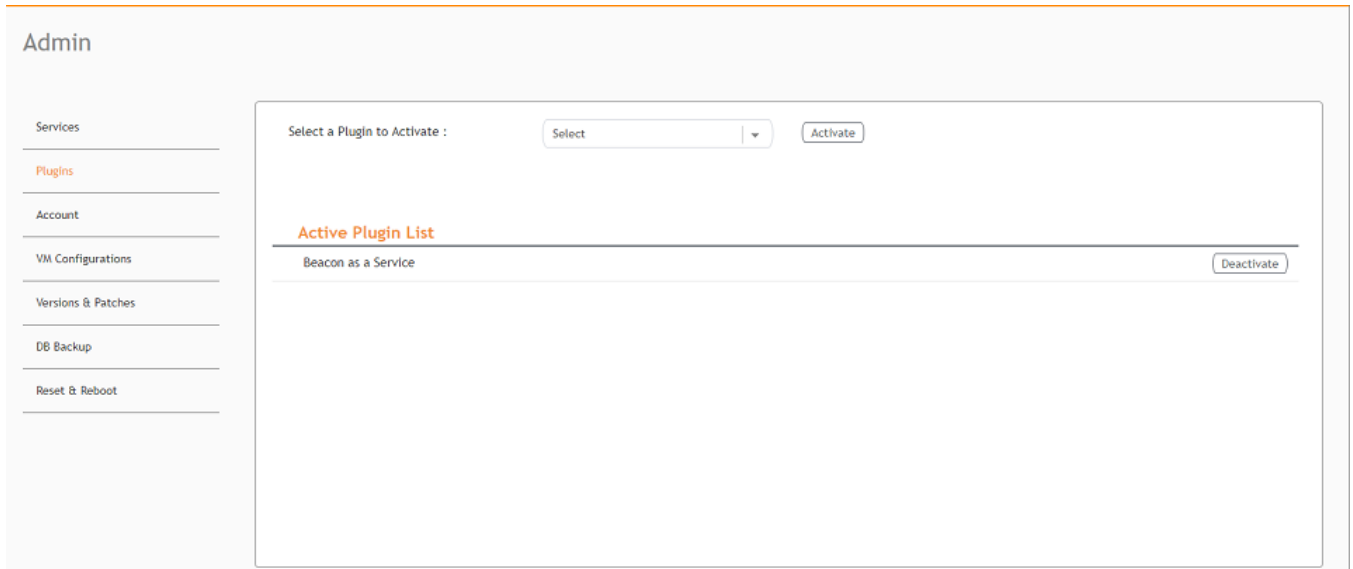 Admin
Services
Plugins
Account
VM Configurations
Versions & Patches
DB Backup
Reset & Reboot
Select a Plugin to Activate : Select Activate
Active Plugin List
Beacon as a Service Deactivate